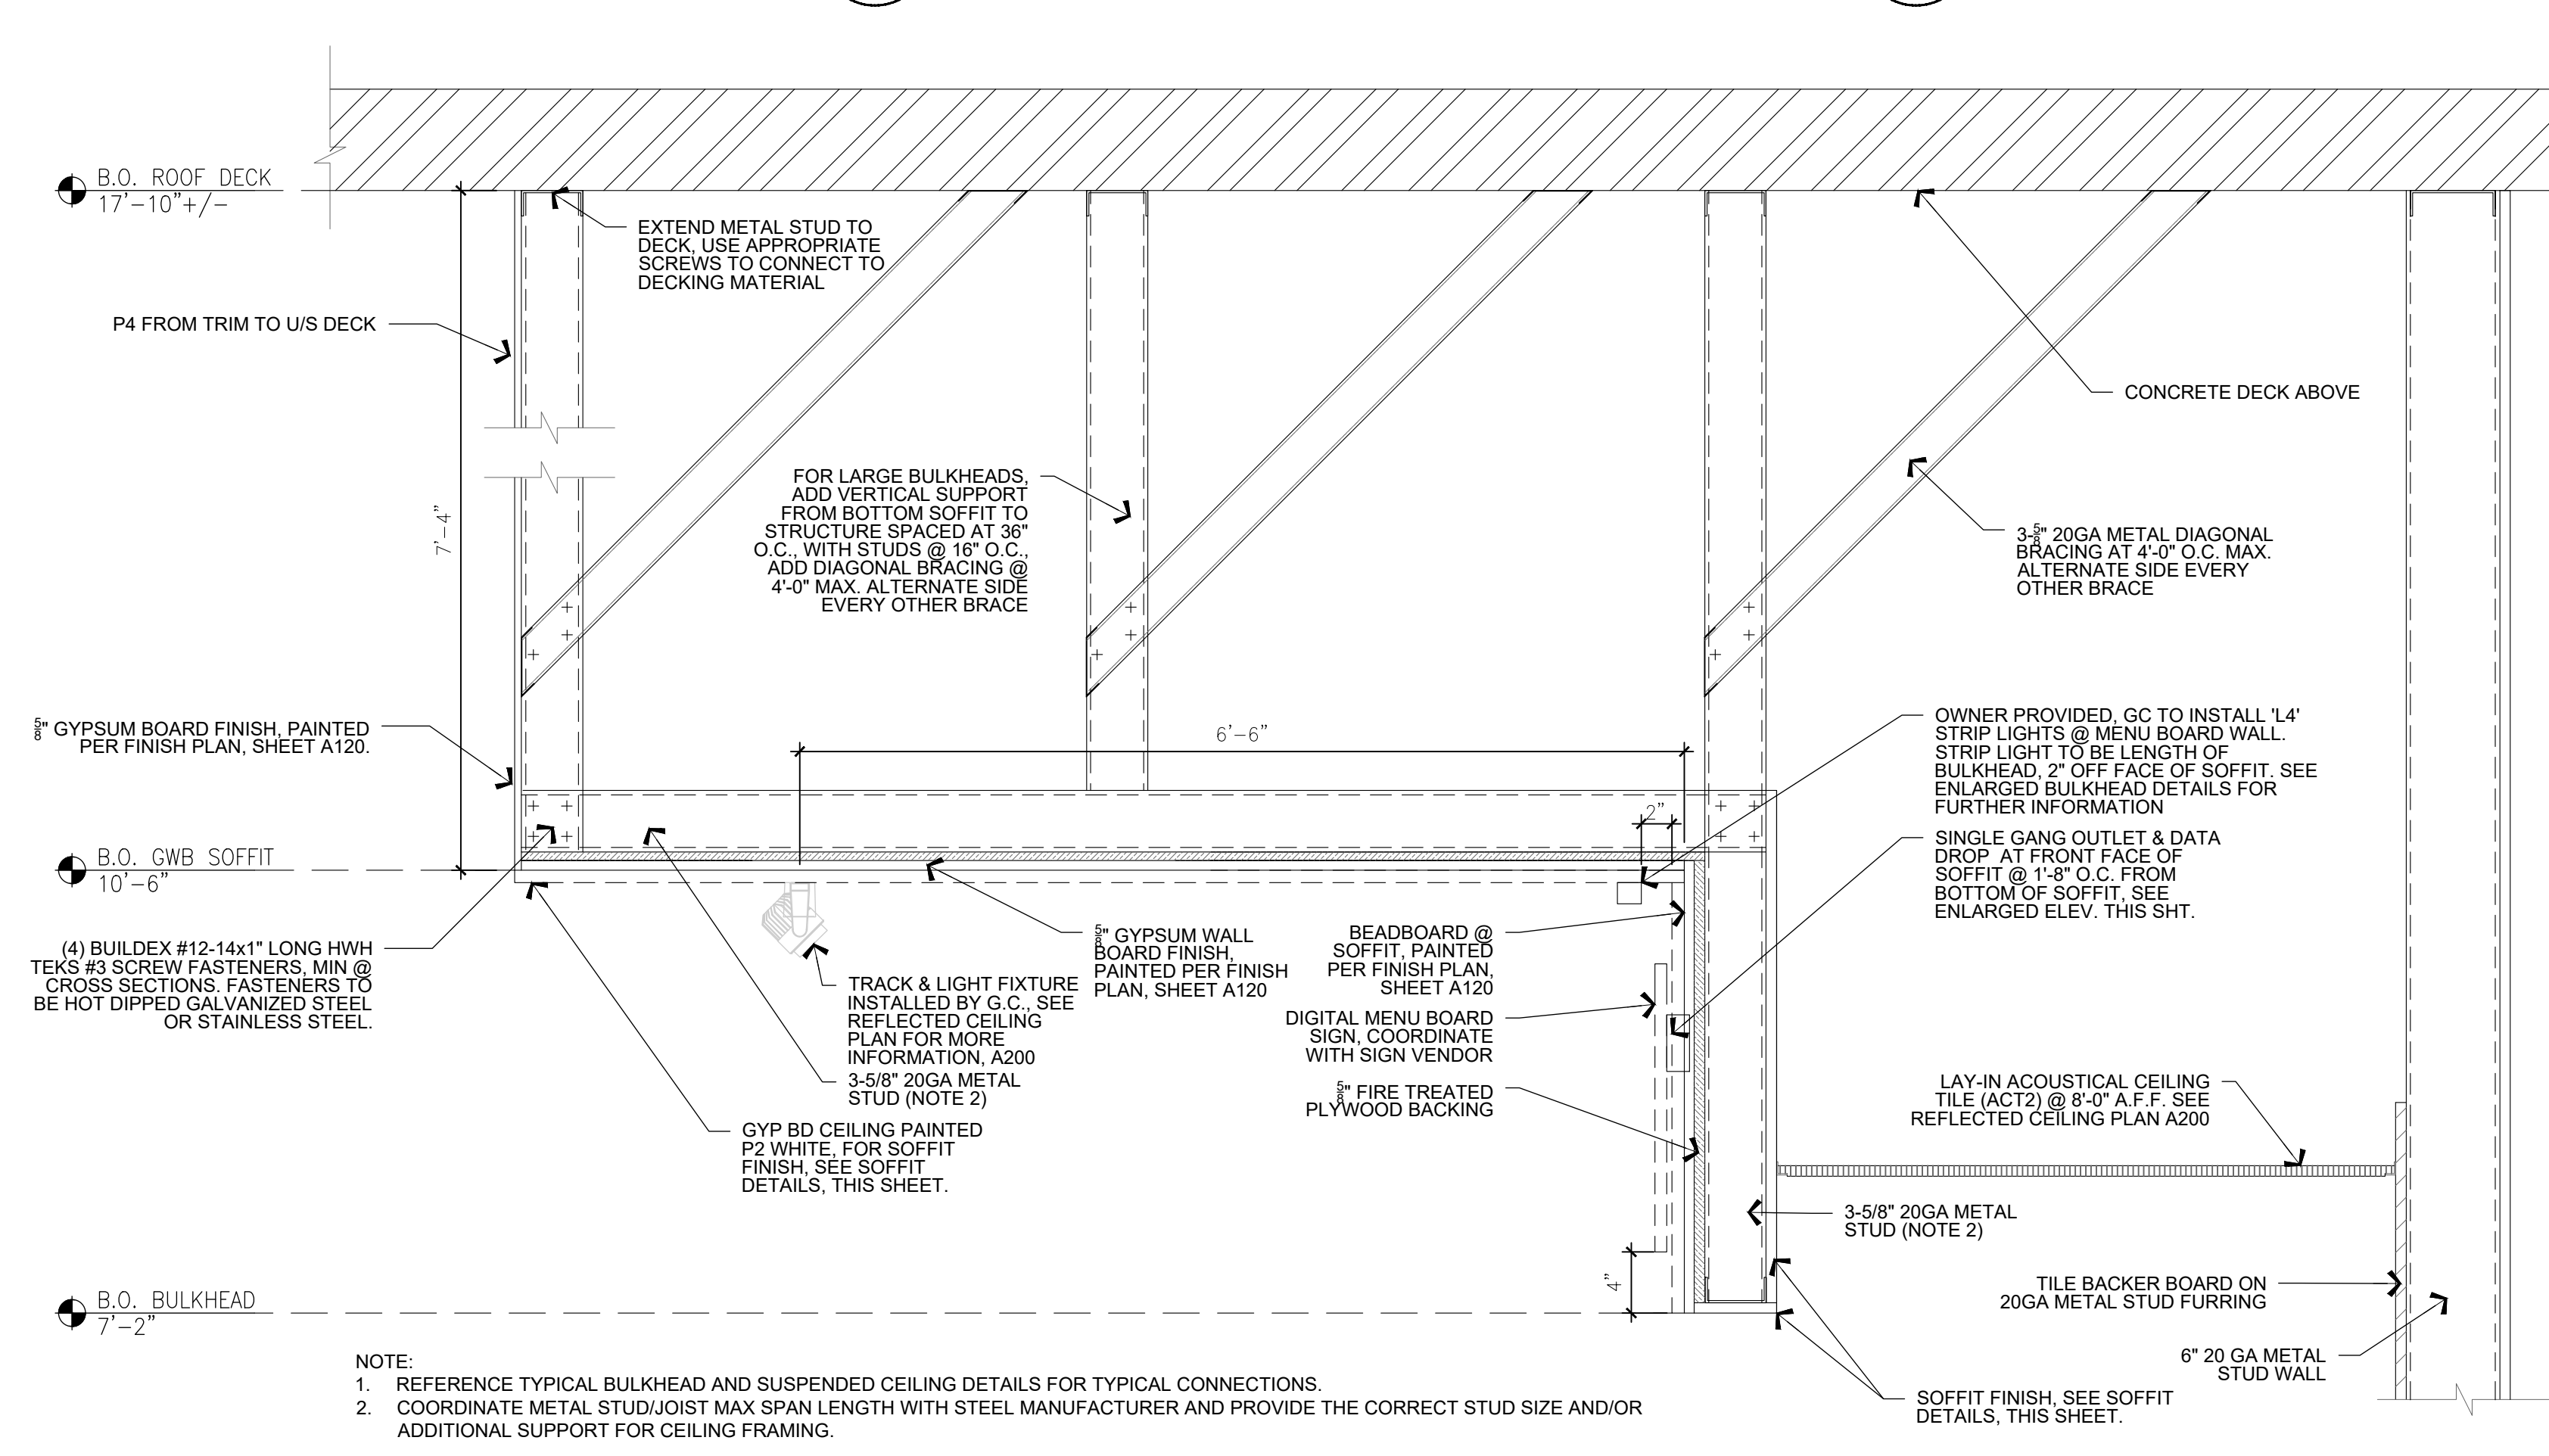 B.O. ROOF DECK
17'-10"+/-
EXTEND METAL STUD TO
DECK, USE APPROPRIATE
SCREWS TO CONNECT TO
DECKING MATERIAL
P4 FROM TRIM TO U/S DECK
CONCRETE DECK ABOVE
7'-4"
FOR LARGE BULKHEADS,
ADD VERTICAL SUPPORT
FROM BOTTOM SOFFIT TO
STRUCTURE SPACED AT 36"
O.C., WITH STUDS @ 16" O.C.,
ADD DIAGONAL BRACING @
4'-0" MAX. ALTERNATE SIDE
EVERY OTHER BRACE
3-5/8" 20GA METAL DIAGONAL
BRACING AT 4'-0" O.C. MAX.
ALTERNATE SIDE EVERY
OTHER BRACE
5/8" GYPSUM BOARD FINISH, PAINTED
PER FINISH PLAN, SHEET A120.
6'-6"
OWNER PROVIDED, GC TO INSTALL 'L4'
STRIP LIGHTS @ MENU BOARD WALL.
STRIP LIGHT TO BE LENGTH OF
BULKHEAD, 2" OFF FACE OF SOFFIT. SEE
ENLARGED BULKHEAD DETAILS FOR
FURTHER INFORMATION
2"
SINGLE GANG OUTLET & DATA
DROP AT FRONT FACE OF
SOFFIT @ 1'-8" O.C. FROM
BOTTOM OF SOFFIT, SEE
ENLARGED ELEV. THIS SHT.
B.O. GWB SOFFIT
10'-6"
(4) BUILDEX #12-14x1" LONG HWH
TEKS #3 SCREW FASTENERS, MIN @
CROSS SECTIONS. FASTENERS TO
BE HOT DIPPED GALVANIZED STEEL
OR STAINLESS STEEL.
TRACK & LIGHT FIXTURE
INSTALLED BY G.C., SEE
REFLECTED CEILING
PLAN FOR MORE
INFORMATION, A200
5/8" GYPSUM WALL
BOARD FINISH,
PAINTED PER FINISH
PLAN, SHEET A120
BEADBOARD @
SOFFIT, PAINTED
PER FINISH PLAN,
SHEET A120
DIGITAL MENU BOARD
SIGN, COORDINATE
WITH SIGN VENDOR
3-5/8" 20GA METAL
STUD (NOTE 2)
5/8" FIRE TREATED
PLYWOOD BACKING
LAY-IN ACOUSTICAL CEILING
TILE (ACT2) @ 8'-0" A.F.F. SEE
REFLECTED CEILING PLAN A200
GYP BD CEILING PAINTED
P2 WHITE, FOR SOFFIT
FINISH, SEE SOFFIT
DETAILS, THIS SHEET.
3-5/8" 20GA METAL
STUD (NOTE 2)
4"
TILE BACKER BOARD ON
20GA METAL STUD FURRING
B.O. BULKHEAD
7'-2"
6" 20 GA METAL
STUD WALL
SOFFIT FINISH, SEE SOFFIT
DETAILS, THIS SHEET.
NOTE:
1. REFERENCE TYPICAL BULKHEAD AND SUSPENDED CEILING DETAILS FOR TYPICAL CONNECTIONS.
2. COORDINATE METAL STUD/JOIST MAX SPAN LENGTH WITH STEEL MANUFACTURER AND PROVIDE THE CORRECT STUD SIZE AND/OR
ADDITIONAL SUPPORT FOR CEILING FRAMING.